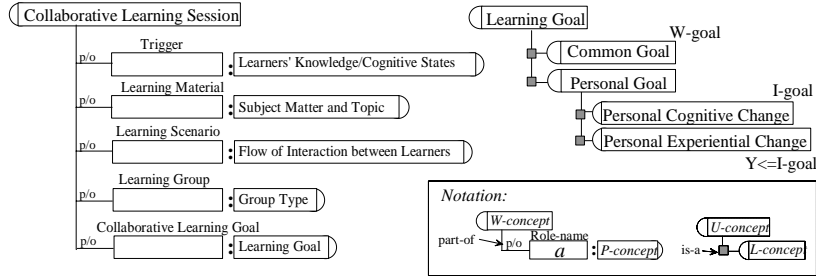 Collaborative Learning Session
Trigger
p/o
: Learners' Knowledge/Cognitive States
Learning Material
p/o
: Subject Matter and Topic
Learning Scenario
p/o
: Flow of Interaction between Learners
Learning Group
p/o
: Group Type
Collaborative Learning Goal
p/o
: Learning Goal
Learning Goal
W-goal
Common Goal
Personal Goal
I-goal
Personal Cognitive Change
Personal Experiential Change
Y<=I-goal
Notation:
W-concept
part-of
p/o
Role-name
a
: P-concept
U-concept
is-a
L-concept